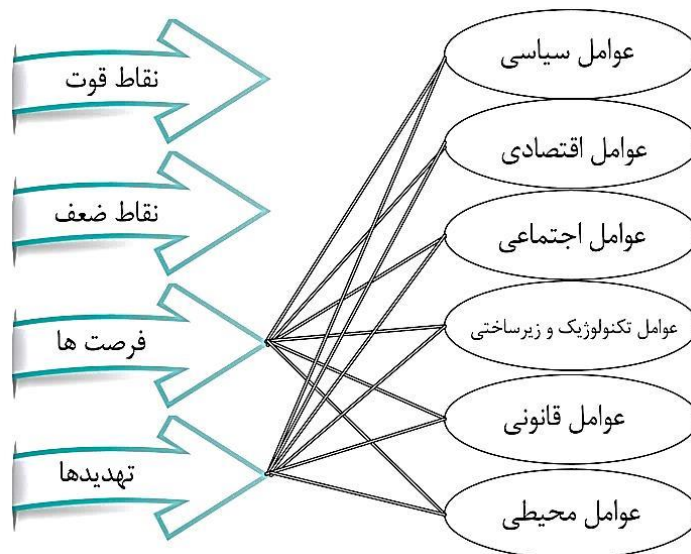 نقاط قوت
نقاط ضعف
فرصت ها
تهدیدها
عوامل سیاسی
عوامل اقتصادی
عوامل اجتماعی
عوامل تکنولوژیک و زیرساختی
عوامل قانونی
عوامل محیطی